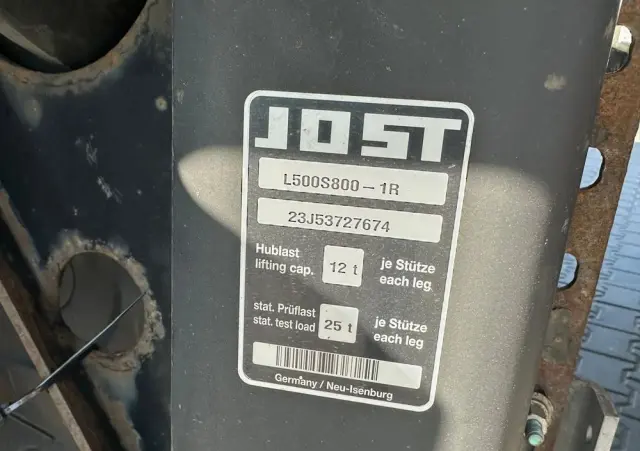 JOST
L500S800-1R
23J53727674
Hublast
lifting cap.
12 t
je Stütze
each leg
stat. Prüflast
stat. test load
25 t
je Stütze
each leg
Germany / Neu-Isenburg